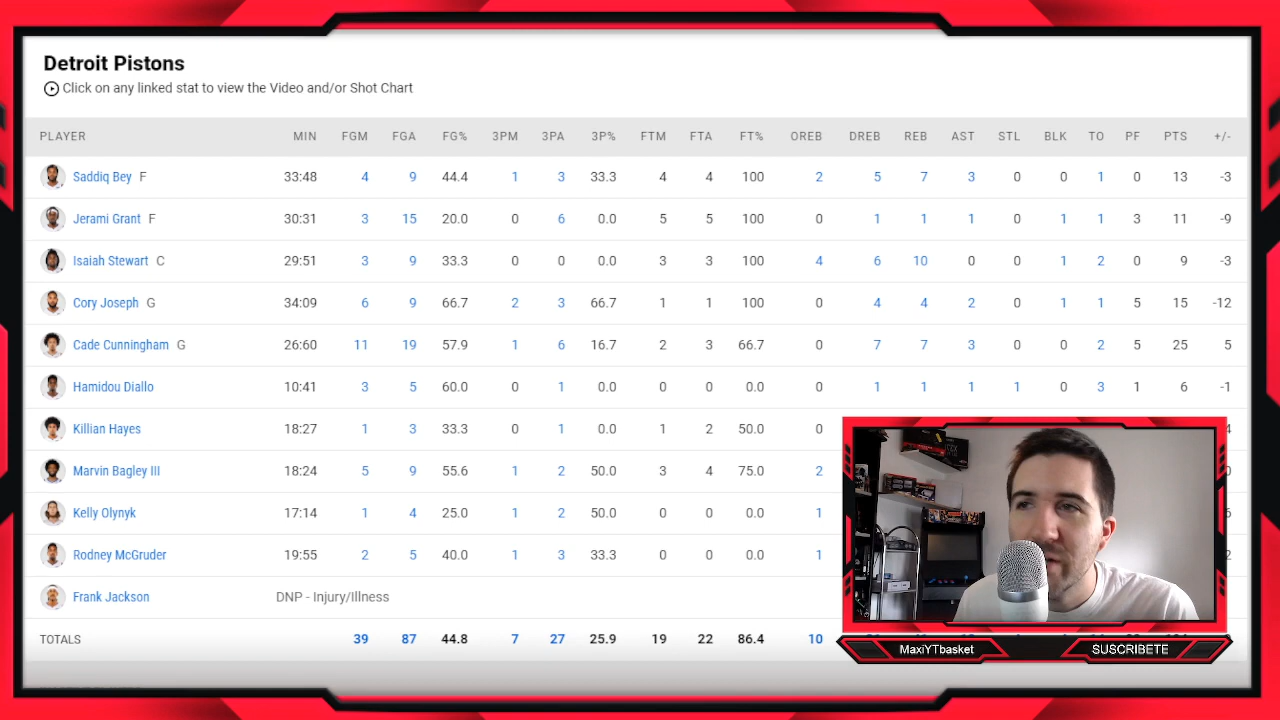 Detroit Pistons
Click on any linked stat to view the Video and/or Shot Chart
PLAYER MIN FGM FGA FG% 3PM 3PA 3P% FTM FTA FT% OREB DREB REB AST STL BLK TO PF PTS +/-
Saddiq Bey F 33:48 4 9 44.4 1 3 33.3 4 4 100 2 5 7 3 0 0 1 0 13 -3
Jerami Grant F 30:31 3 15 20.0 0 6 0.0 5 5 100 0 1 1 1 0 1 1 3 11 -9
Isaiah Stewart C 29:51 3 9 33.3 0 0 0.0 3 3 100 4 6 10 0 0 1 2 0 9 -3
Cory Joseph G 34:09 6 9 66.7 2 3 66.7 1 1 100 0 4 4 2 0 1 1 5 15 -12
Cade Cunningham G 26:60 11 19 57.9 1 6 16.7 2 3 66.7 0 7 7 3 0 0 2 5 25 5
Hamidou Diallo 10:41 3 5 60.0 0 1 0.0 0 0 0.0 0 1 1 1 1 0 3 1 6 -1
Killian Hayes 18:27 1 3 33.3 0 1 0.0 1 2 50.0 0
Marvin Bagley III 18:24 5 9 55.6 1 2 50.0 3 4 75.0 2
Kelly Olynyk 17:14 1 4 25.0 1 2 50.0 0 0 0.0 1
Rodney McGruder 19:55 2 5 40.0 1 3 33.3 0 0 0.0 1
Frank Jackson DNP - Injury/Illness
TOTALS 39 87 44.8 7 27 25.9 19 22 86.4 10
MaxiYTbasket SUSCRIBETE